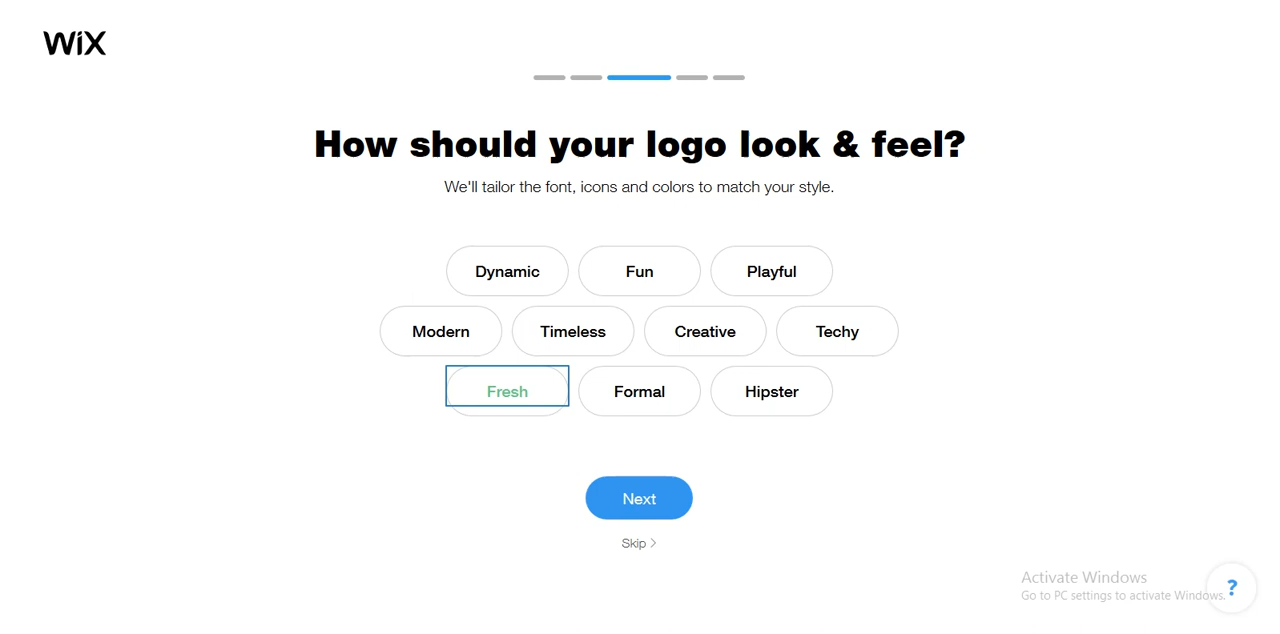 WiX
How should your logo look & feel?
We'll tailor the font, icons and colors to match your style.
Dynamic Fun Playful
Modern Timeless Creative Techy
Fresh Formal Hipster
Next
Skip >
Activate Windows
Go to PC settings to activate Windows.
?